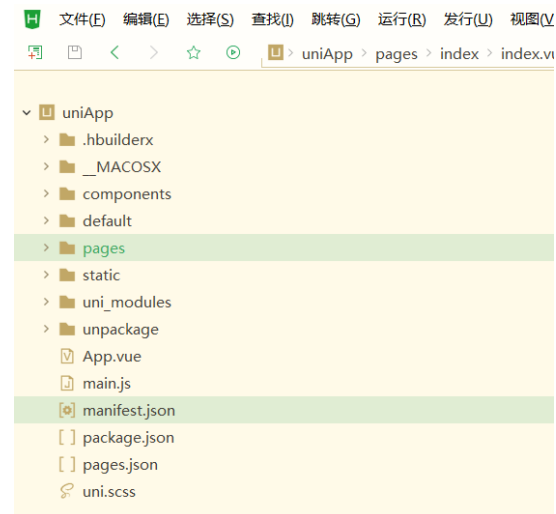 文件(F) 编辑(E) 选择(S) 查找(I) 跳转(G) 运行(R) 发行(U) 视图(V
uniApp > pages > index > index.vu
uniApp
.hbuilderx
__MACOSX
components
default
pages
static
uni_modules
unpackage
App.vue
main.js
manifest.json
package.json
pages.json
uni.scss